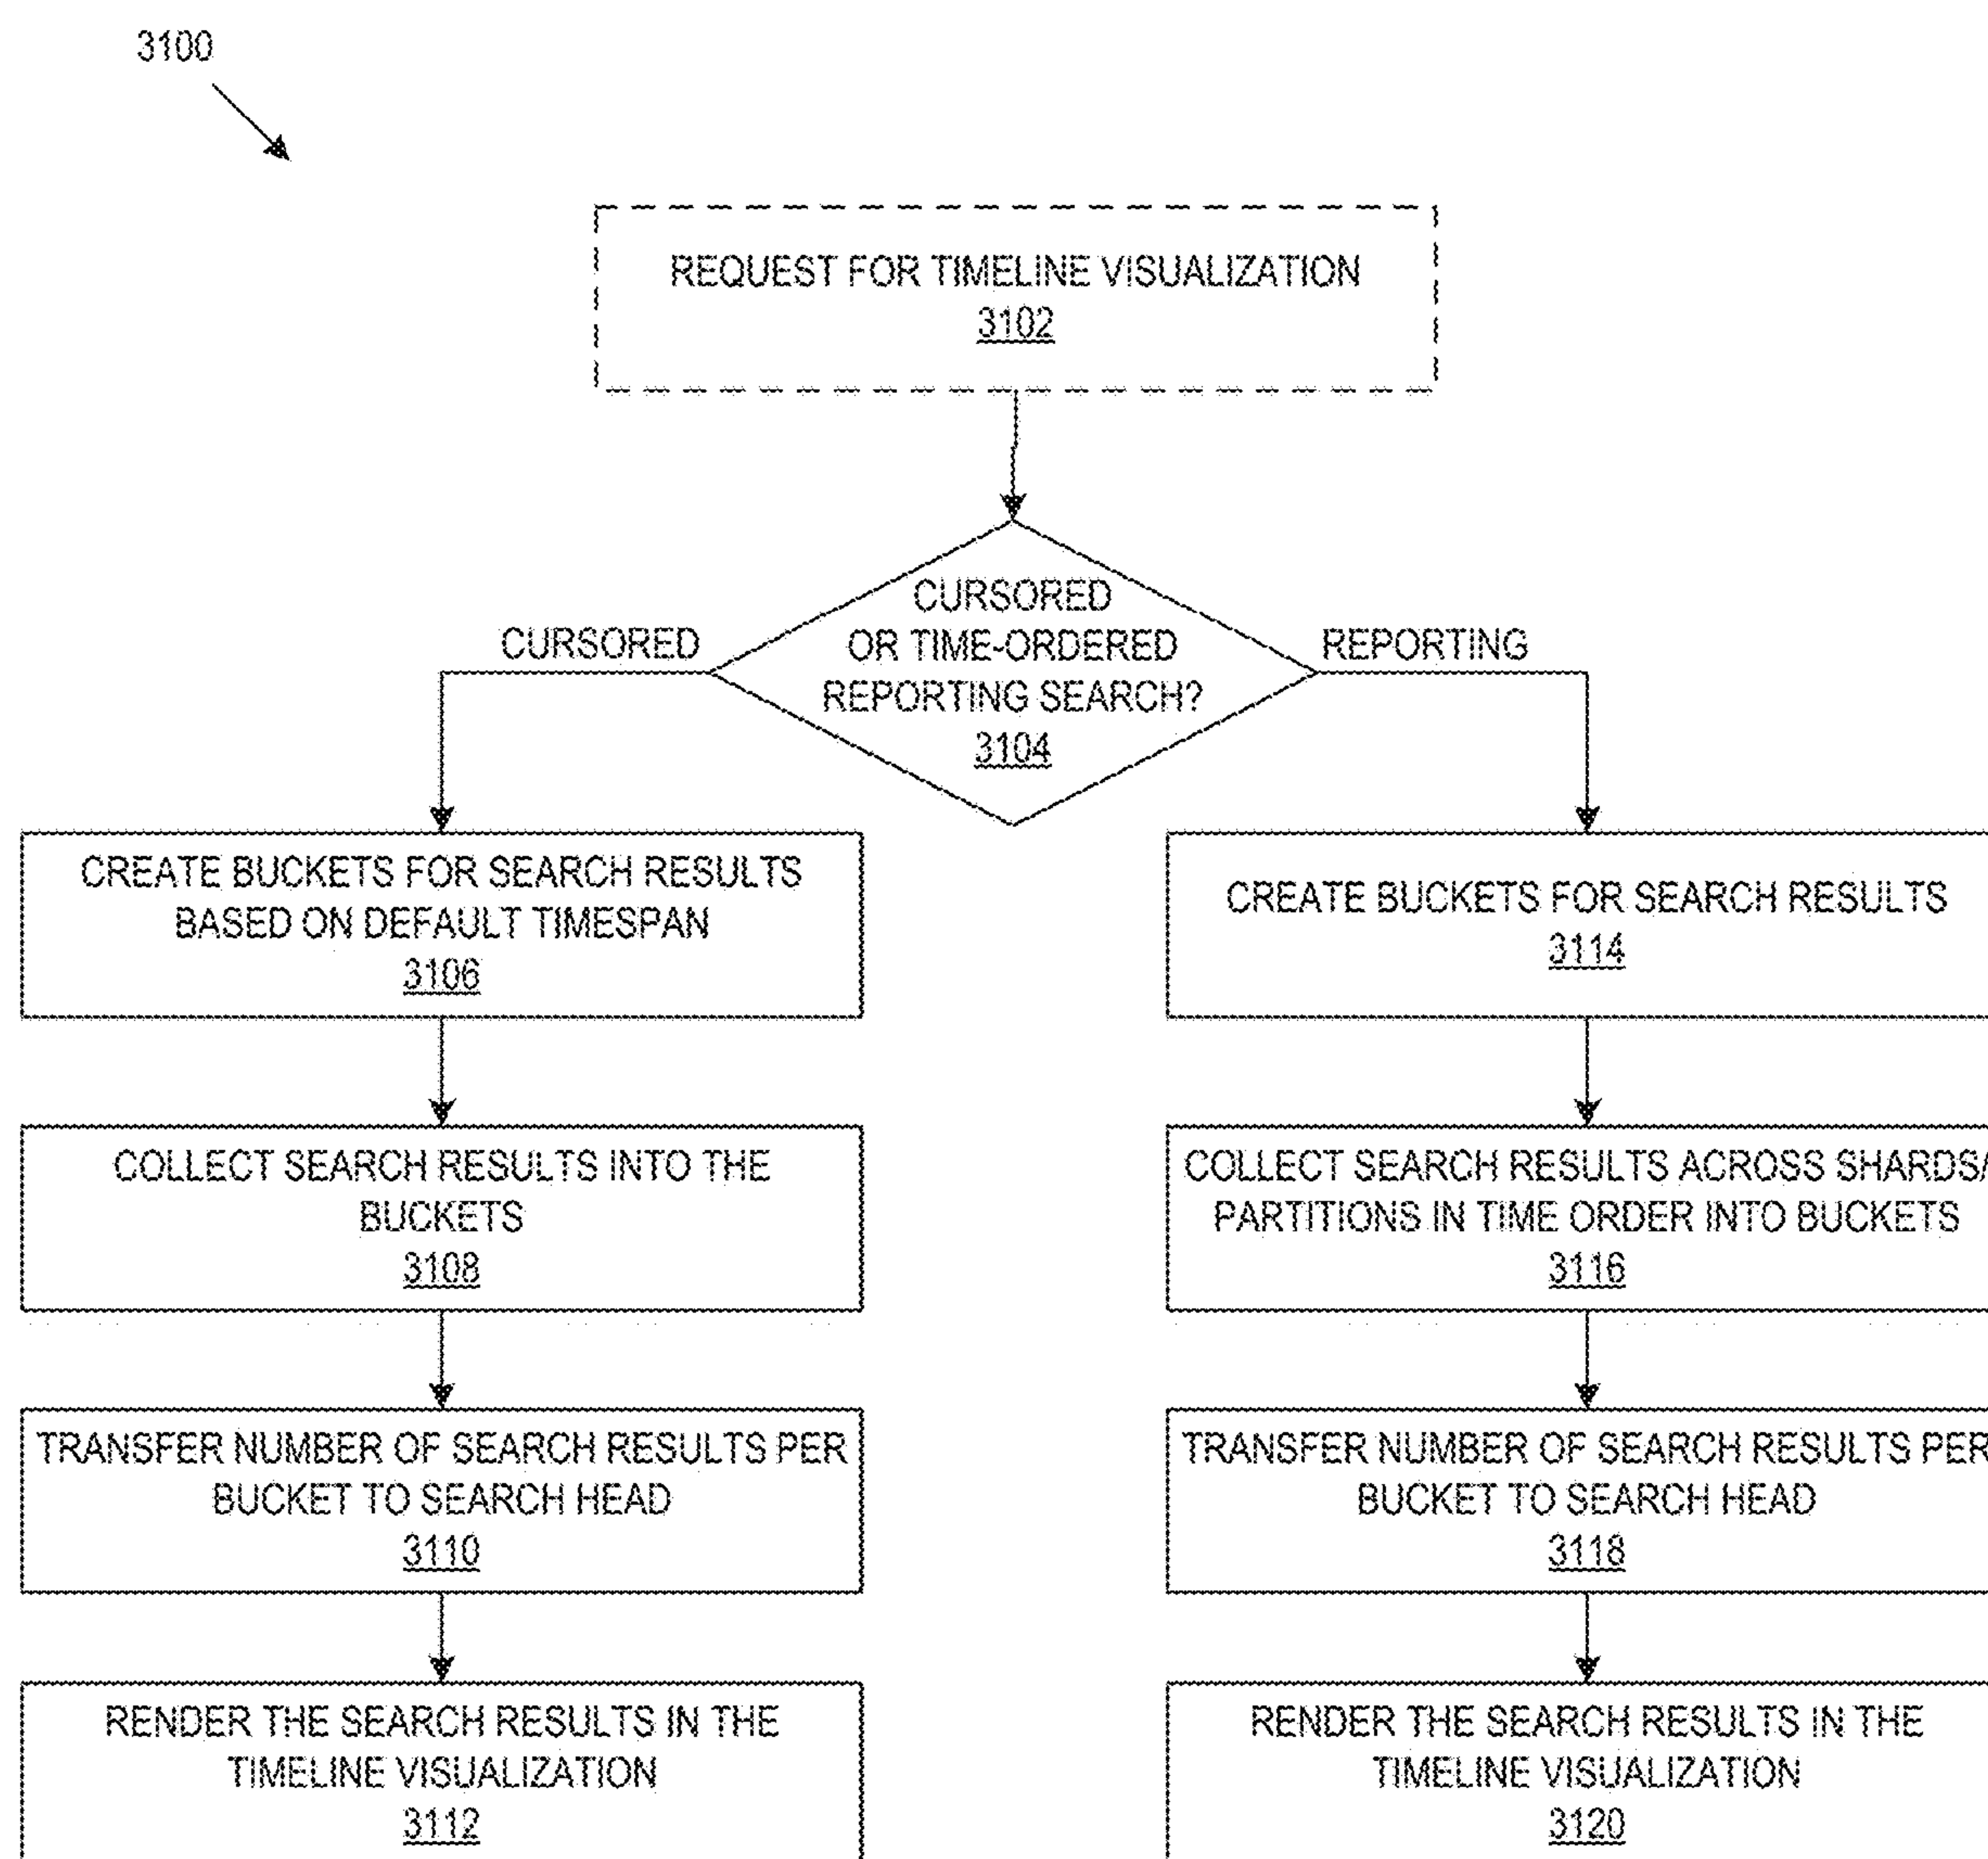 3100
REQUEST FOR TIMELINE VISUALIZATION
3102
CURSORED
OR TIME-ORDERED
REPORTING SEARCH?
3104
CURSORED
REPORTING
CREATE BUCKETS FOR SEARCH RESULTS
BASED ON DEFAULT TIMESPAN
3106
COLLECT SEARCH RESULTS INTO THE
BUCKETS
3108
TRANSFER NUMBER OF SEARCH RESULTS PER
BUCKET TO SEARCH HEAD
3110
RENDER THE SEARCH RESULTS IN THE
TIMELINE VISUALIZATION
3112
CREATE BUCKETS FOR SEARCH RESULTS
3114
COLLECT SEARCH RESULTS ACROSS SHARDS/
PARTITIONS IN TIME ORDER INTO BUCKETS
3116
TRANSFER NUMBER OF SEARCH RESULTS PER
BUCKET TO SEARCH HEAD
3118
RENDER THE SEARCH RESULTS IN THE
TIMELINE VISUALIZATION
3120